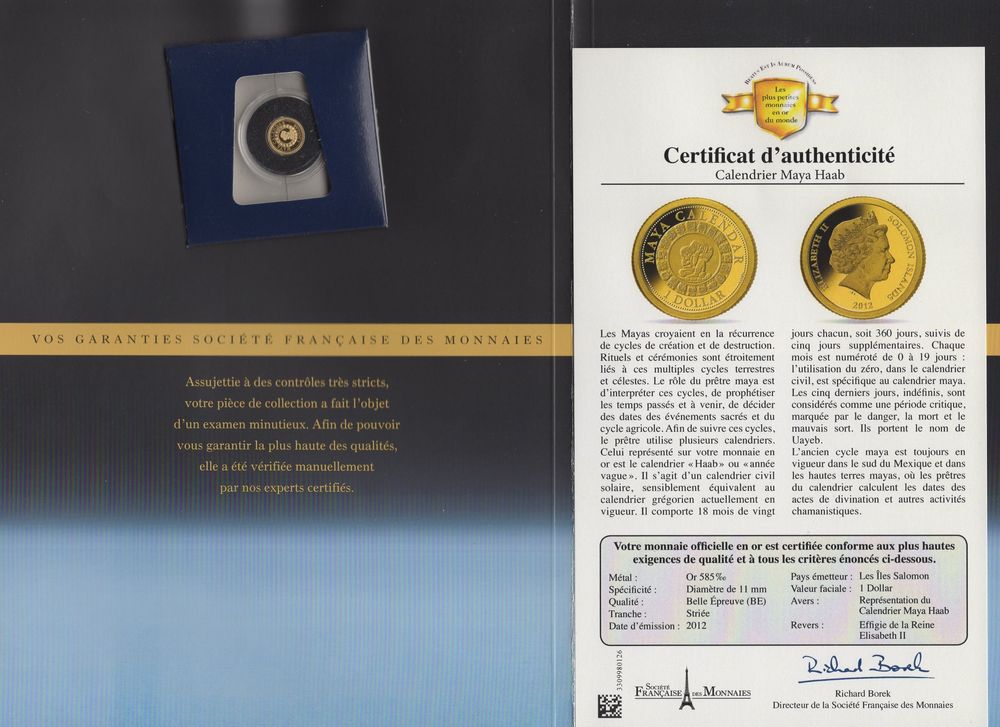 VOS GARANTIES SOCIÉTÉ FRANÇAISE DES MONNAIES
Assujettie à des contrôles très stricts,
votre pièce de collection a fait l'objet
d'un examen minutieux. Afin de pouvoir
vous garantir la plus haute des qualités,
elle a été vérifiée manuellement
par nos experts certifiés.
BEATUS EST IS AURUM POSSIDENS
Les
plus petites
monnaies
en or
du monde
Certificat d'authenticité
Calendrier Maya Haab
MAYA CALENDAR
1 DOLLAR
ELIZABETH II
SOLOMON ISLANDS
2012
Les Mayas croyaient en la récurrence
de cycles de création et de destruction.
Rituels et cérémonies sont étroitement
liés à ces multiples cycles terrestres
et célestes. Le rôle du prêtre maya est
d'interpréter ces cycles, de prophétiser
les temps passés et à venir, de décider
des dates des événements sacrés et du
cycle agricole. Afin de suivre ces cycles,
le prêtre utilise plusieurs calendriers.
Celui représenté sur votre monnaie en
or est le calendrier «Haab» ou «année
vague». Il s'agit d'un calendrier civil
solaire, sensiblement équivalent au
calendrier grégorien actuellement en
vigueur. Il comporte 18 mois de vingt
jours chacun, soit 360 jours, suivis de
cinq jours supplémentaires. Chaque
mois est numéroté de 0 à 19 jours :
l'utilisation du zéro, dans le calendrier
civil, est spécifique au calendrier maya.
Les cinq derniers jours, indéfinis, sont
considérés comme une période critique,
marquée par le danger, la mort et le
mauvais sort. Ils portent le nom de
Uayeb.
L'ancien cycle maya est toujours en
vigueur dans le sud du Mexique et dans
les hautes terres mayas, où les prêtres
du calendrier calculent les dates des
actes de divination et autres activités
chamanistiques.
Votre monnaie officielle en or est certifiée conforme aux plus hautes
exigences de qualité et à tous les critères énoncés ci-dessous.
Métal : Or 585‰
Spécificité : Diamètre de 11 mm
Qualité : Belle Épreuve (BE)
Tranche : Striée
Date d'émission : 2012
Pays émetteur : Les Îles Salomon
Valeur faciale : 1 Dollar
Avers : Représentation du
Calendrier Maya Haab
Revers : Effigie de la Reine
Elisabeth II
3309980126
SOCIÉTÉ
FRANÇAISE DES MONNAIES
Richard Borek
Richard Borek
Directeur de la Société Française des Monnaies